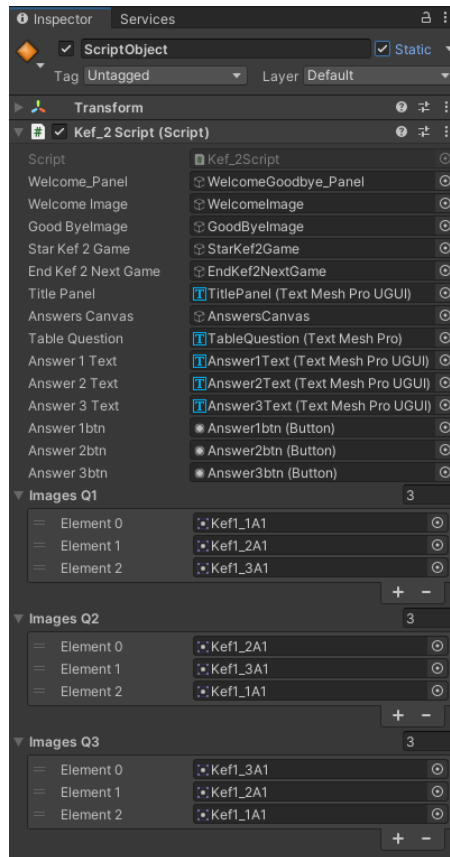 Inspector Services
ScriptObject Static
Tag Untagged Layer Default
Transform
# Kef_2 Script (Script)
Script Kef_2Script
Welcome_Panel WelcomeGoodbye_Panel
Welcome Image WelcomeImage
Good ByeImage GoodByeImage
Star Kef 2 Game StarKef2Game
End Kef 2 Next Game EndKef2NextGame
Title Panel TitlePanel (Text Mesh Pro UGUI)
Answers Canvas AnswersCanvas
Table Question TableQuestion (Text Mesh Pro)
Answer 1 Text Answer1Text (Text Mesh Pro UGUI)
Answer 2 Text Answer2Text (Text Mesh Pro UGUI)
Answer 3 Text Answer3Text (Text Mesh Pro UGUI)
Answer 1btn Answer1btn (Button)
Answer 2btn Answer2btn (Button)
Answer 3btn Answer3btn (Button)
Images Q1 3
Element 0 Kef1_1A1
Element 1 Kef1_2A1
Element 2 Kef1_3A1
+ -
Images Q2 3
Element 0 Kef1_2A1
Element 1 Kef1_3A1
Element 2 Kef1_1A1
+ -
Images Q3 3
Element 0 Kef1_3A1
Element 1 Kef1_2A1
Element 2 Kef1_1A1
+ -